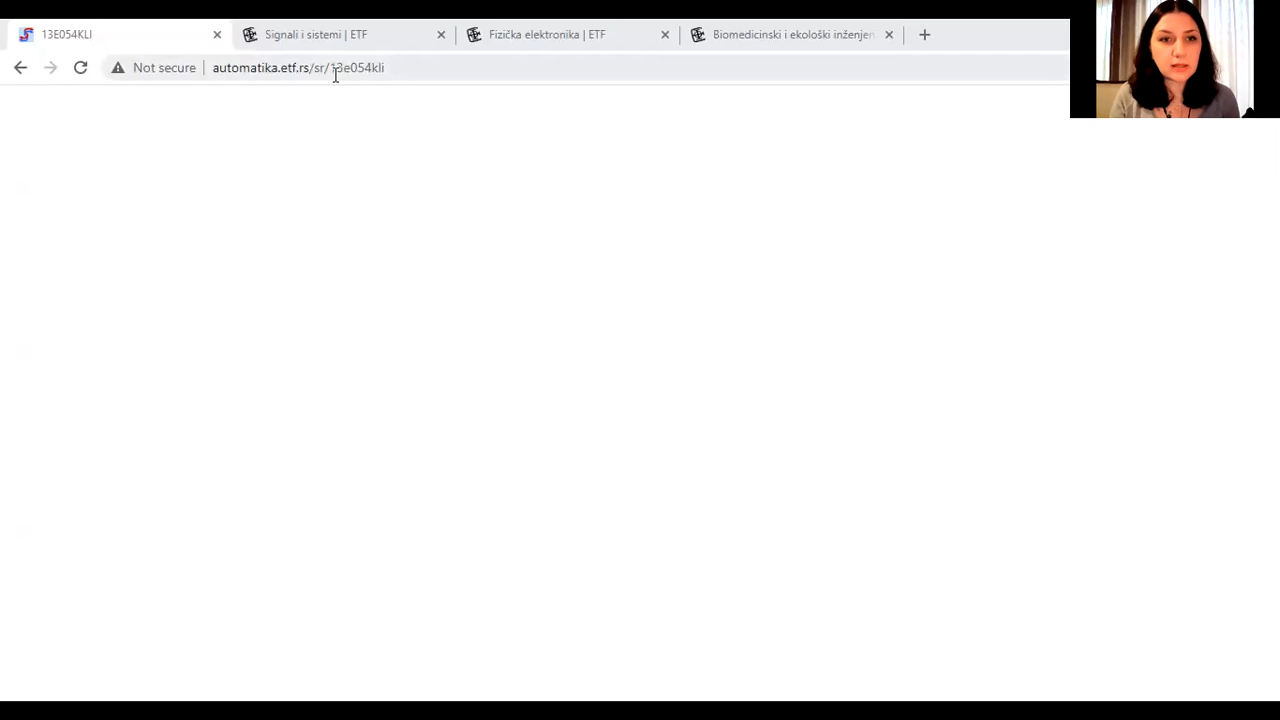 13E054KLI
Signali i sistemi | ETF
Fizička elektronika | ETF
Biomedicinski i ekološki inženjer
Not secure
automatika.etf.rs/sr/13e054kli